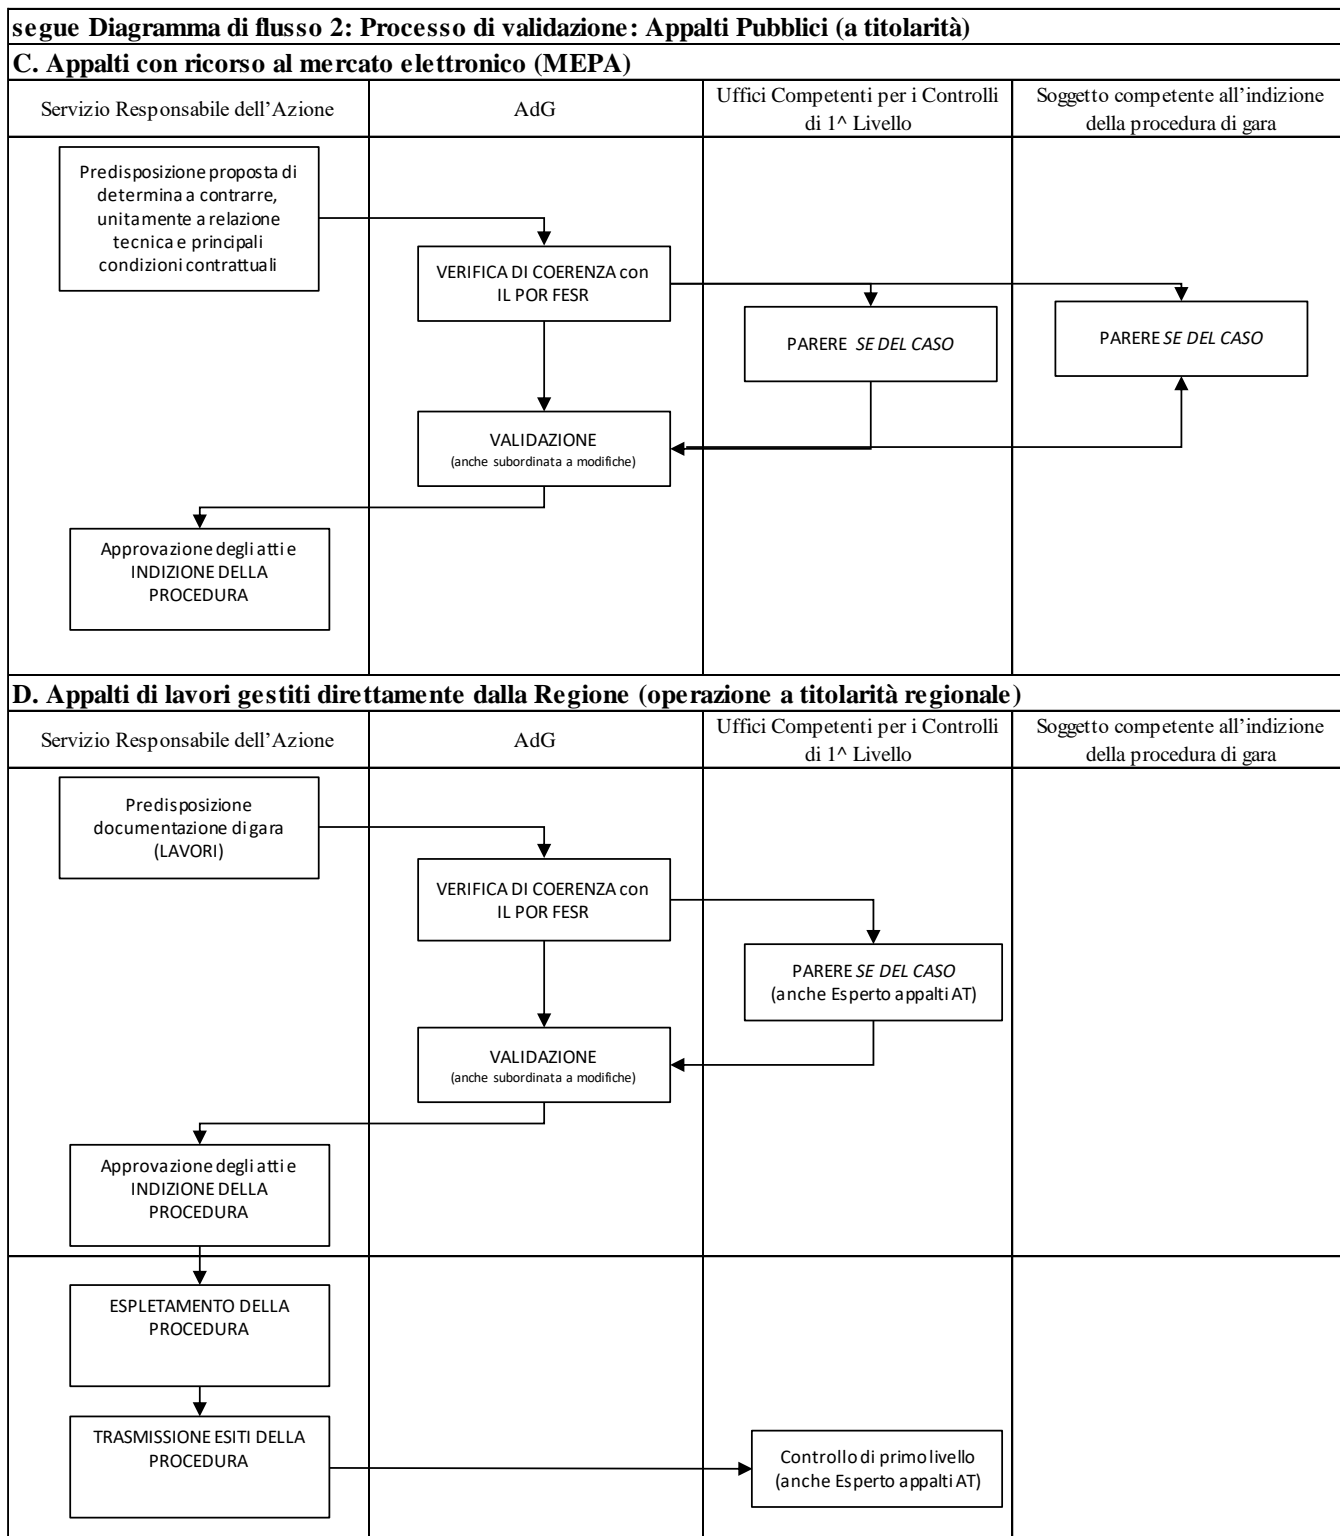 segue Diagramma di flusso 2: Processo di validazione: Appalti Pubblici (a titolarità)
C. Appalti con ricorso al mercato elettronico (MEPA)
Servizio Responsabile dell'Azione
AdG
Uffici Competenti per i Controlli
di 1^ Livello
Soggetto competente all'indizione
della procedura di gara
Predisposizione proposta di
determina a contrarre,
unitamente a relazione
tecnica e principali
condizioni contrattuali
VERIFICA DI COERENZA con
IL POR FESR
PARERE SE DEL CASO
PARERE SE DEL CASO
VALIDAZIONE
(anche subordinata a modifiche)
Approvazione degli atti e
INDIZIONE DELLA
PROCEDURA
D. Appalti di lavori gestiti direttamente dalla Regione (operazione a titolarità regionale)
Servizio Responsabile dell'Azione
AdG
Uffici Competenti per i Controlli
di 1^ Livello
Soggetto competente all'indizione
della procedura di gara
Predisposizione
documentazione di gara
(LAVORI)
VERIFICA DI COERENZA con
IL POR FESR
PARERE SE DEL CASO
(anche Esperto appalti AT)
VALIDAZIONE
(anche subordinata a modifiche)
Approvazione degli atti e
INDIZIONE DELLA
PROCEDURA
ESPLETAMENTO DELLA
PROCEDURA
TRASMISSIONE ESITI DELLA
PROCEDURA
Controllo di primo livello
(anche Esperto appalti AT)